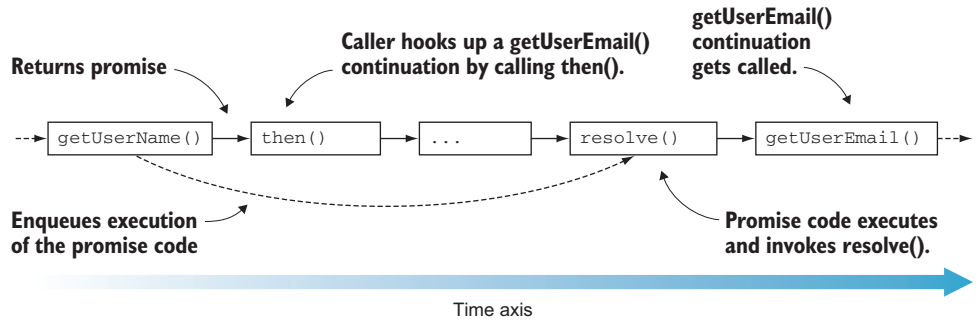 getUserEmail()
continuation
gets called.
Caller hooks up a getUserEmail()
continuation by calling then().
Returns promise
getUserName()
then()
...
resolve()
getUserEmail()
Enqueues execution
of the promise code
Promise code executes
and invokes resolve().
Time axis